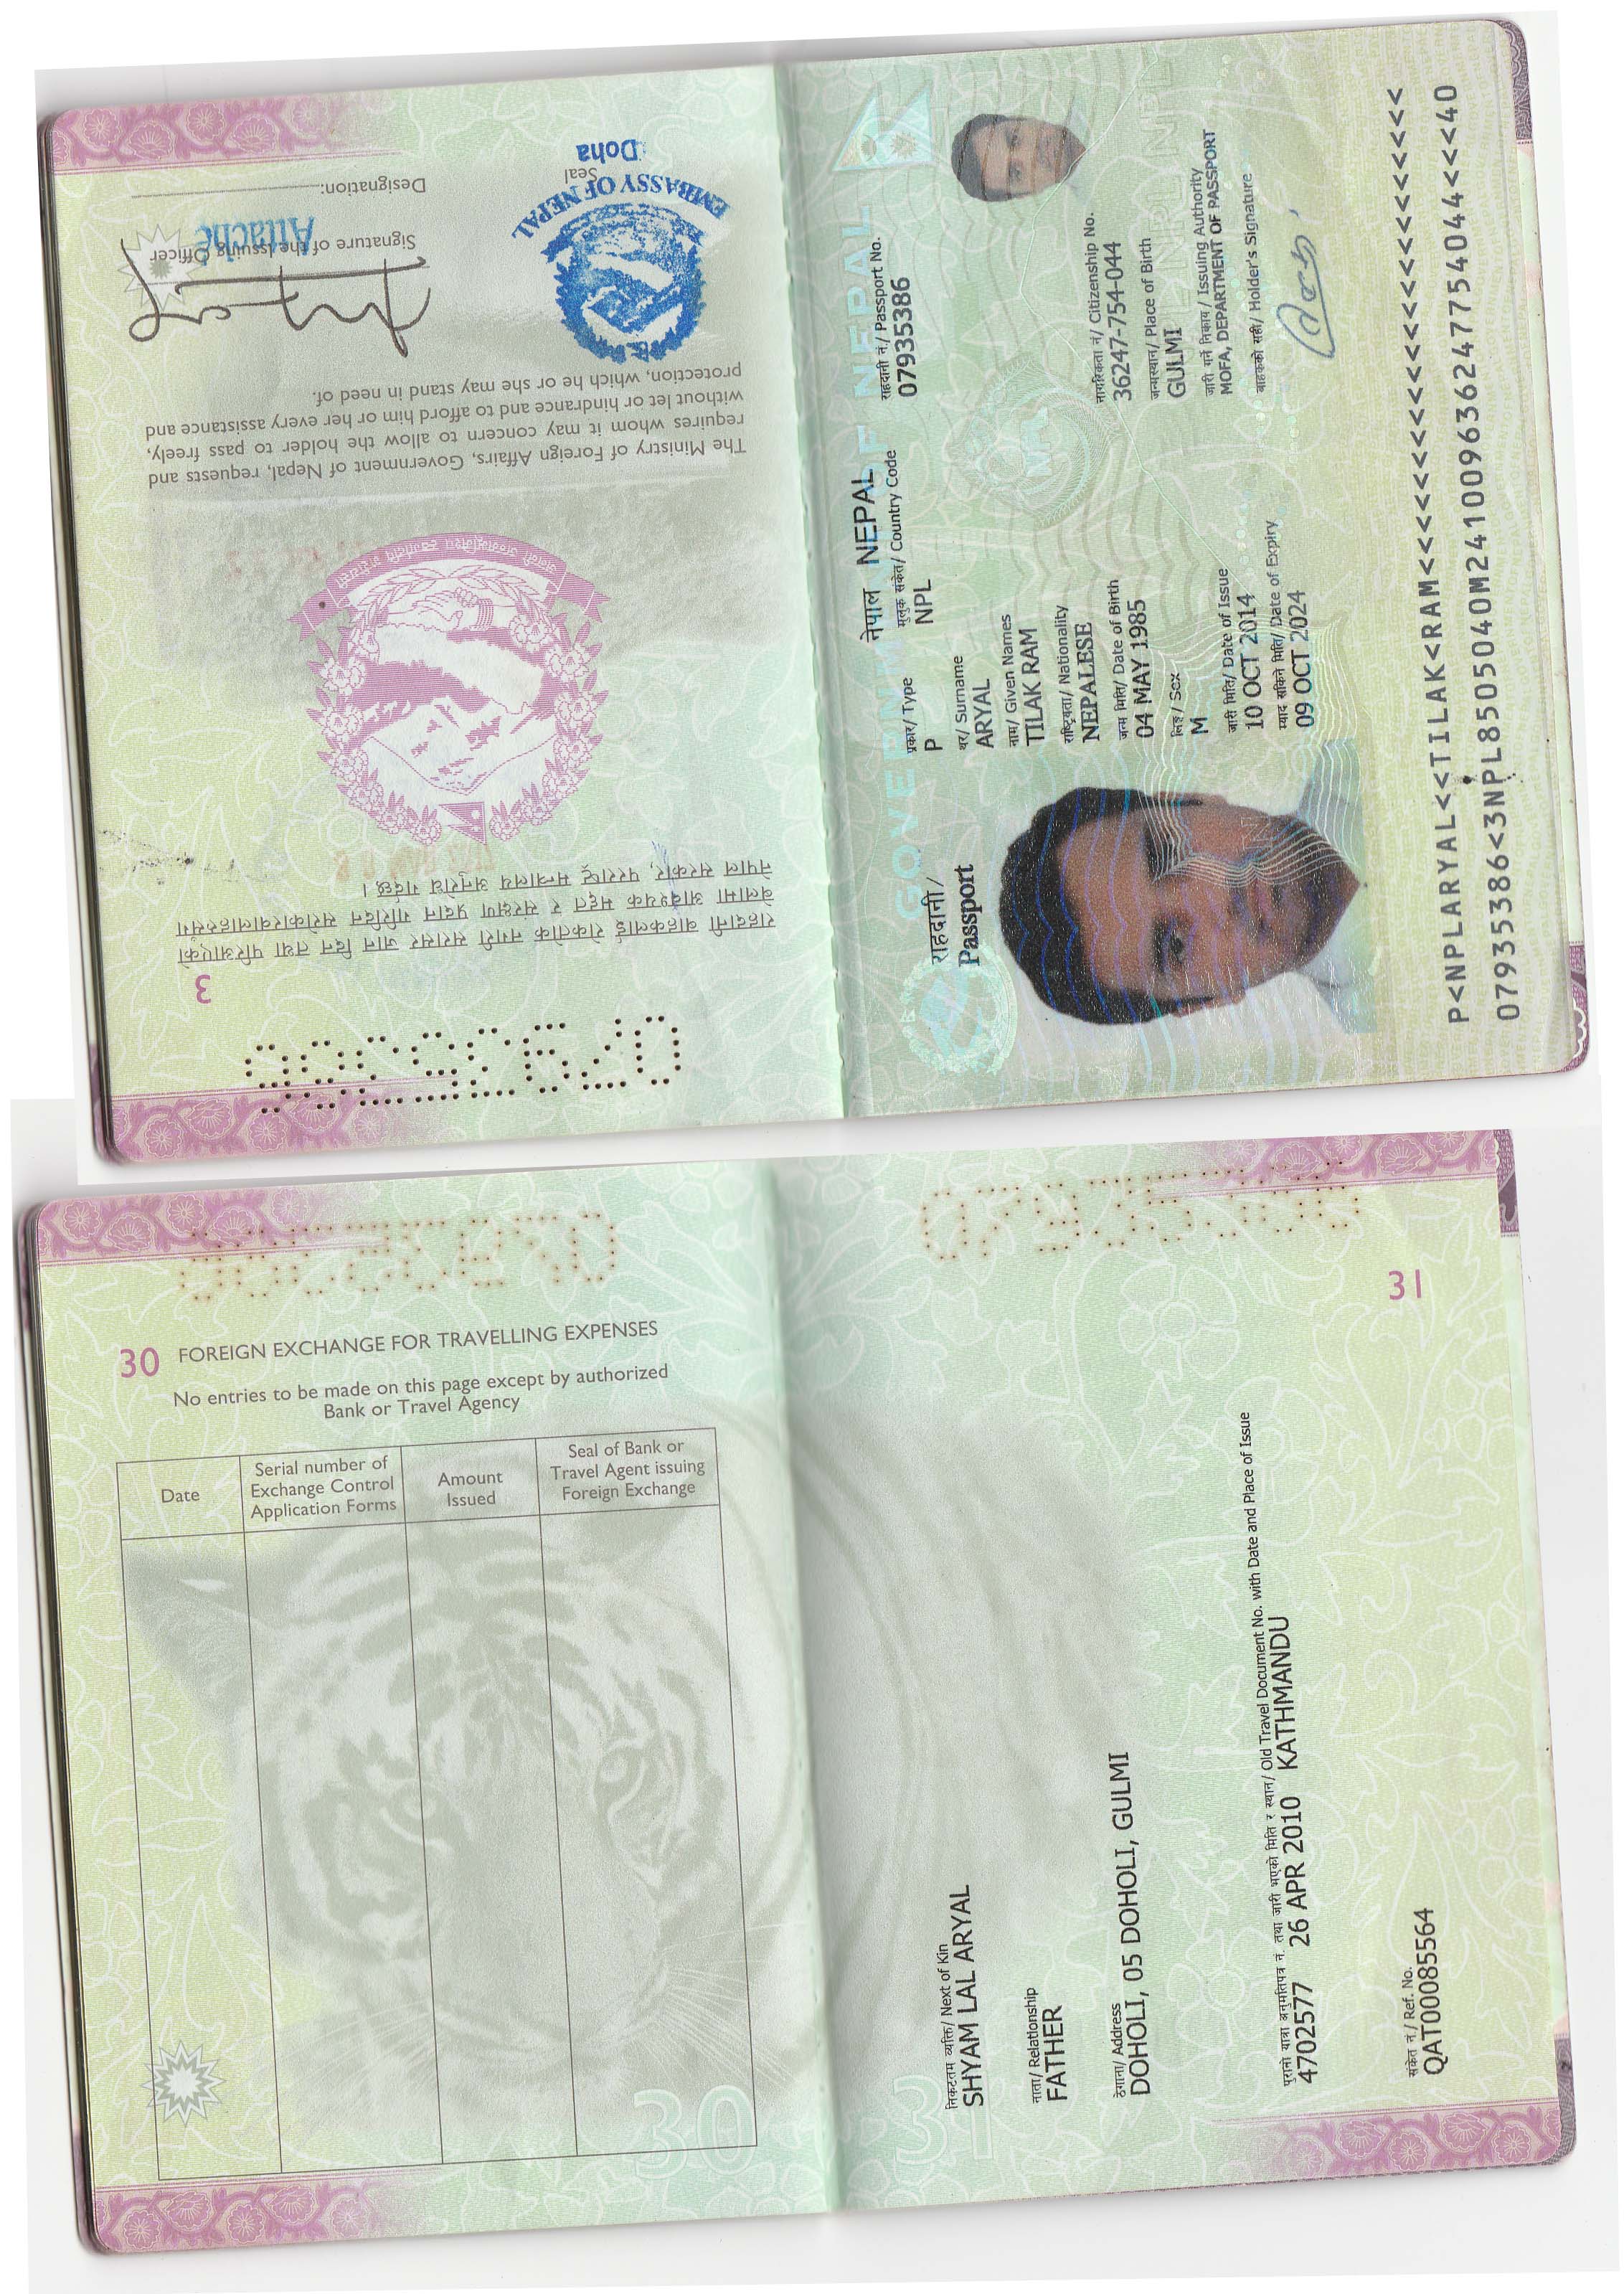 3
राहदानी वाहकलाई रोकतोक नगरी सरासर जान दिन तथा परिआएको
बेलामा आवश्यक मद्दत र संरक्षण प्रदान गरिदिन सरोकारवालाहरुसंग
नेपाल सरकार, परराष्ट्र मन्त्रालय अनुरोध गर्दछ ।
The Ministry of Foreign Affairs, Government of Nepal, requests and
requires whom it may concern to allow the holder to pass freely,
without let or hindrance and to afford him or her every assistance and
protection, which he or she may stand in need of.
Signature of the Issuing Officer
Attaché
Designation:
Seal
EMBASSY OF NEPAL
Doha
07935386
GOVERNMENT OF NEPAL
राहदानी/
Passport
नेपाल NEPAL
प्रकार/ Type
P
मुलुक संकेत/ Country Code
NPL
राहदानी नं./ Passport No.
07935386
थर/ Surname
ARYAL
नाम/ Given Names
TILAK RAM
राष्ट्रियता/ Nationality
NEPALESE
जन्म मिति/ Date of Birth
04 MAY 1985
नागरिकता नं/ Citizenship No.
36247-754-044
लिङ्ग/ Sex
M
जन्मस्थान/ Place of Birth
GULMI
जारी मिति/ Date of Issue
10 OCT 2014
जारी गर्ने निकाय/ Issuing Authority
MOFA, DEPARTMENT OF PASSPORT
म्याद सकिने मिति/ Date of Expiry
09 OCT 2024
वाहकको सही/ Holder's Signature
P<NPLARYAL<<TILAK<RAM<<<<<<<<<<<<<<<<<<<<<<<
07935386<3NPL8505040M24100963624775404­4<<<40
30
FOREIGN EXCHANGE FOR TRAVELLING EXPENSES
No entries to be made on this page except by authorized
Bank or Travel Agency
Date
Serial number of
Exchange Control
Application Forms
Amount
Issued
Seal of Bank or
Travel Agent issuing
Foreign Exchange
30
07935386
31
निकटतम व्यक्ति/ Next of Kin
SHYAM LAL ARYAL
नाता/ Relationship
FATHER
ठेगाना/ Address
DOHOLI, 05 DOHOLI, GULMI
पुरानो यात्रा अनुमतिपत्र नं. तथा जारी भएको मिति र स्थान/ Old Travel Document No. with Date and Place of Issue
4702577 26 APR 2010 KATHMANDU
संकेत नं/ Ref. No.
QAT00085564
31